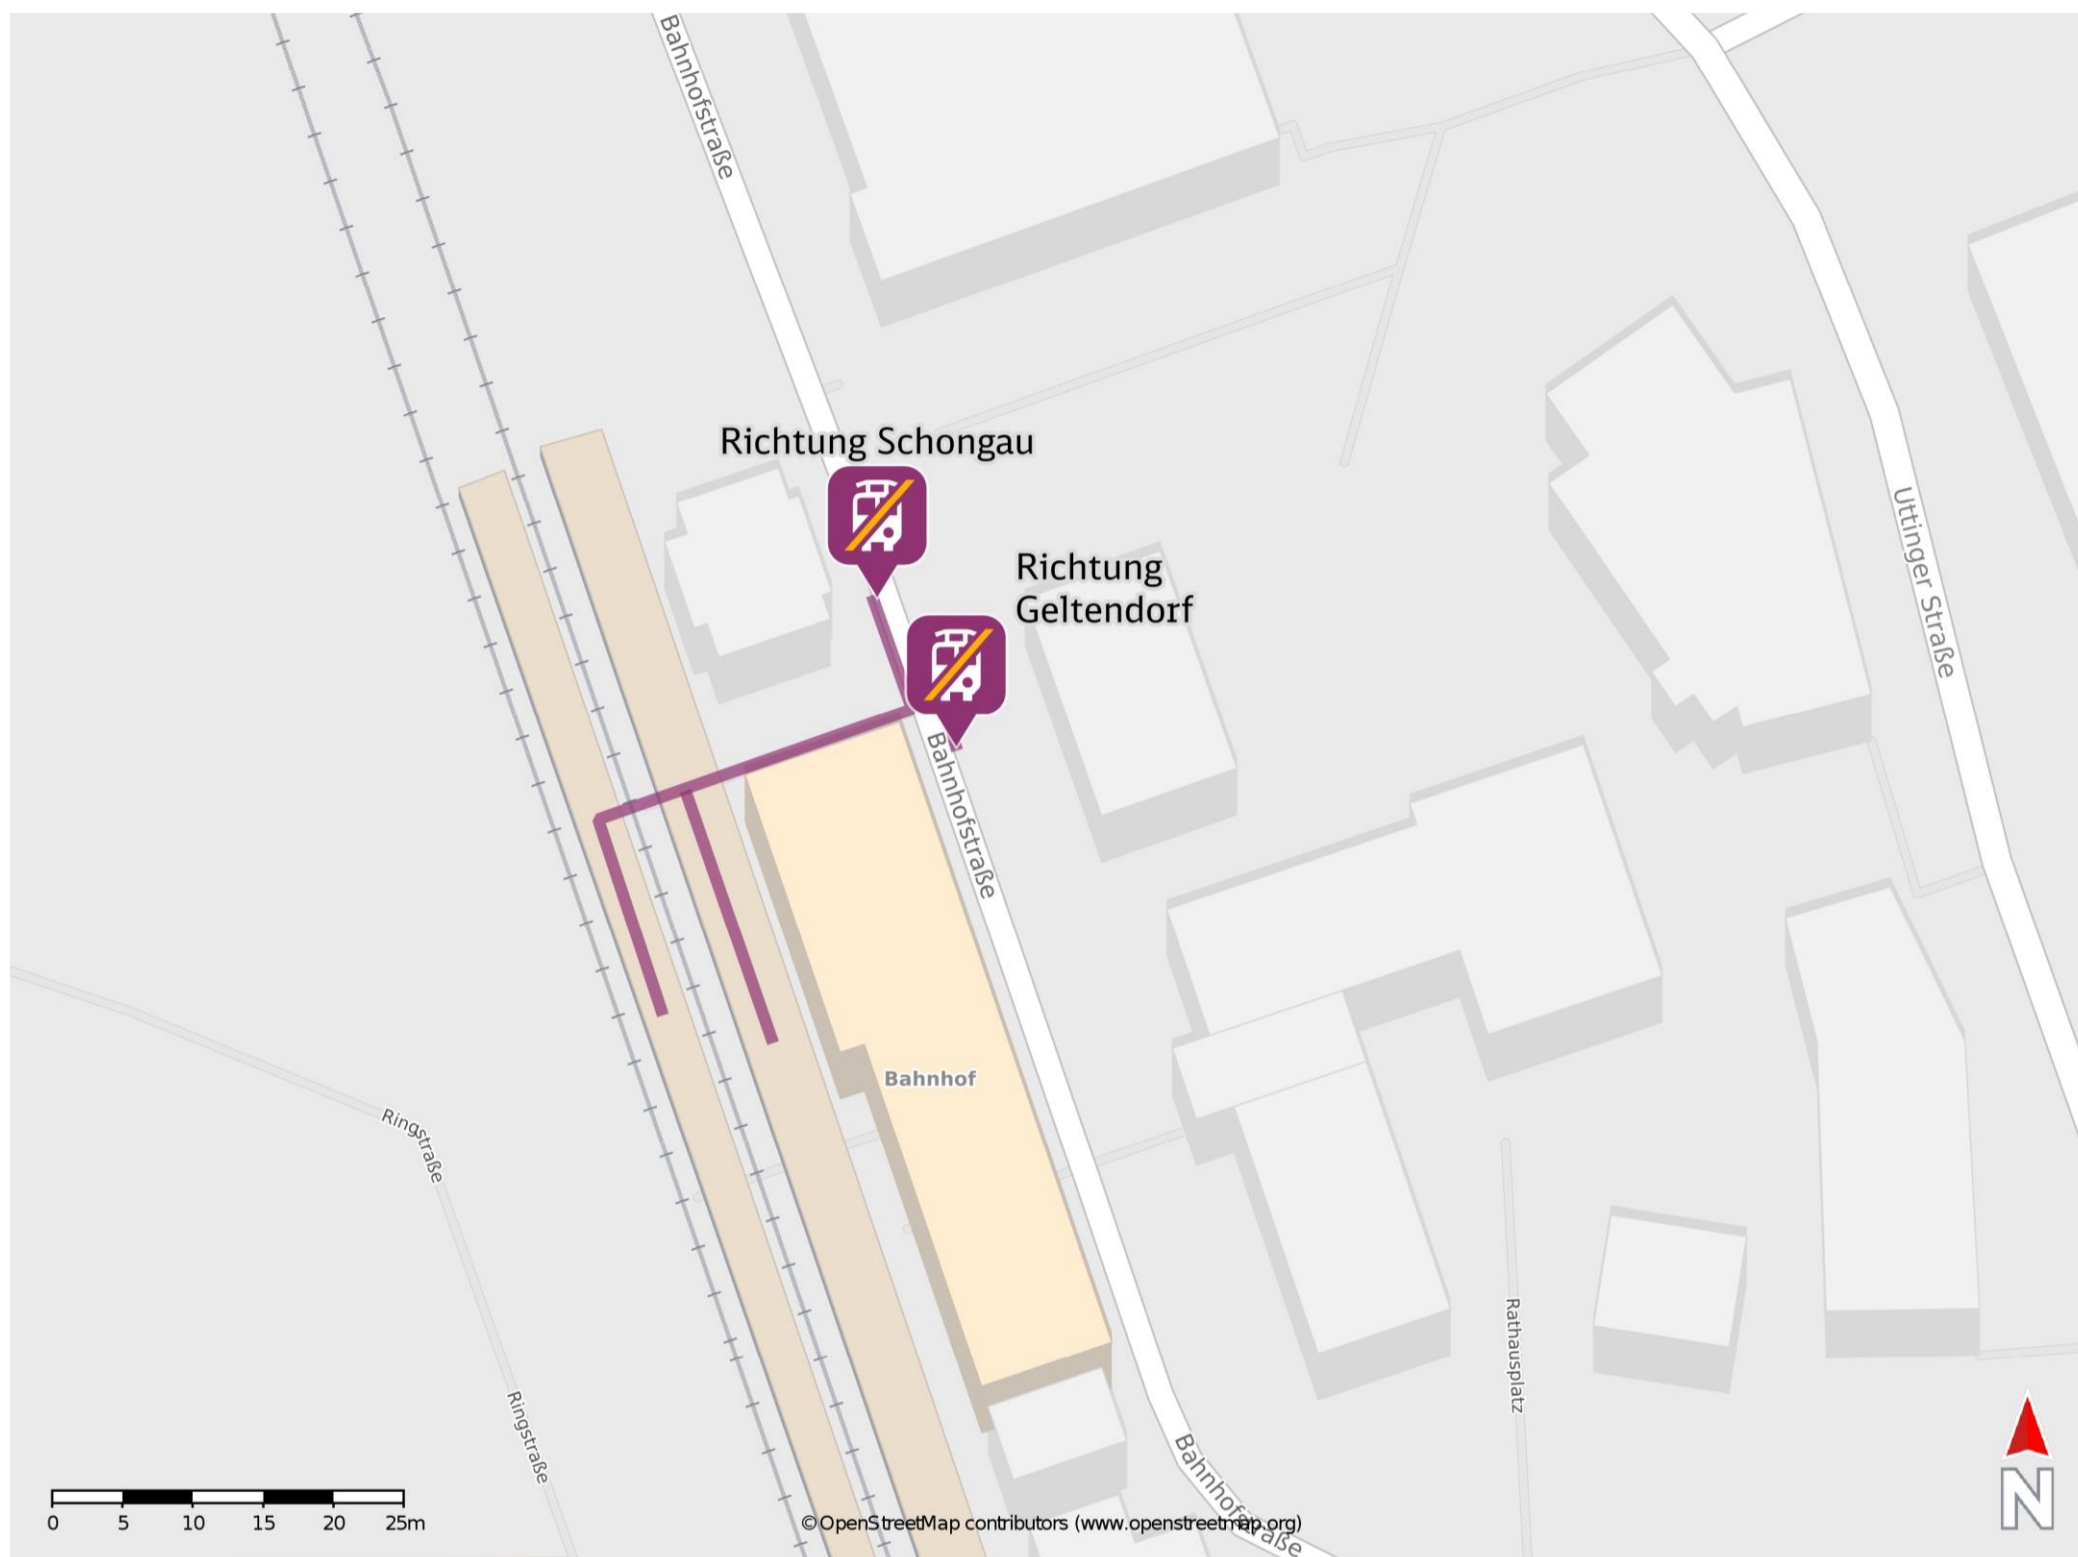 Bahnhofstraße
Richtung Schongau
Richtung
Geltendorf
Uttinger Straße
Bahnhofstraße
Bahnhof
Ringstraße
Rathausplatz
Ringstraße
Bahnhofstraße
0 5 10 15 20 25m
©OpenStreetMap contributors (www.openstreetmap.org)
N